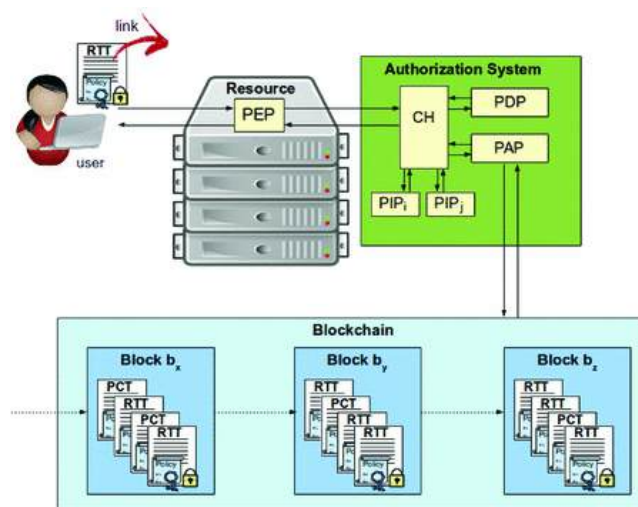 link
RTT
Policy
user
Resource
PEP
Authorization System
CH
PDP
PAP
PIPi
PIPj
Blockchain
Block bx
PCT
RTT
PCT
RTT
Policy
Block by
RTT
PCT
RTT
RTT
Policy
Block bz
RTT
RTT
PCT
RTT
Policy